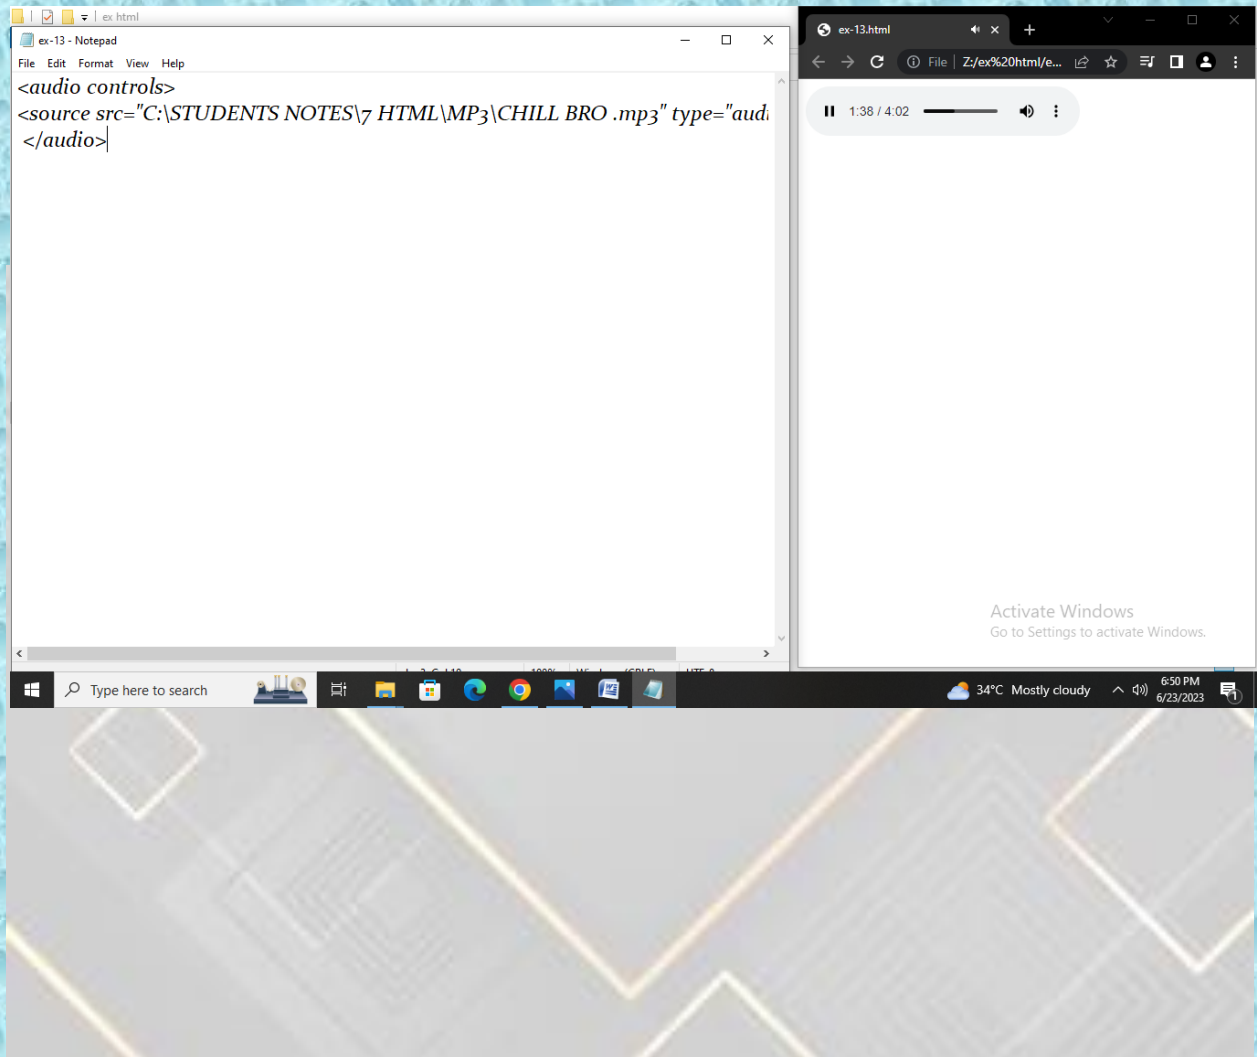 ex html
ex-13 - Notepad
File Edit Format View Help
<audio controls>
<source src="C:\STUDENTS NOTES\7 HTML\MP3\CHILL BRO .mp3" type="audi
</audio>
ex-13.html
File Z:/ex%20html/e...
1:38 / 4:02
Activate Windows
Go to Settings to activate Windows.
Type here to search
34°C Mostly cloudy
6:50 PM
6/23/2023
1